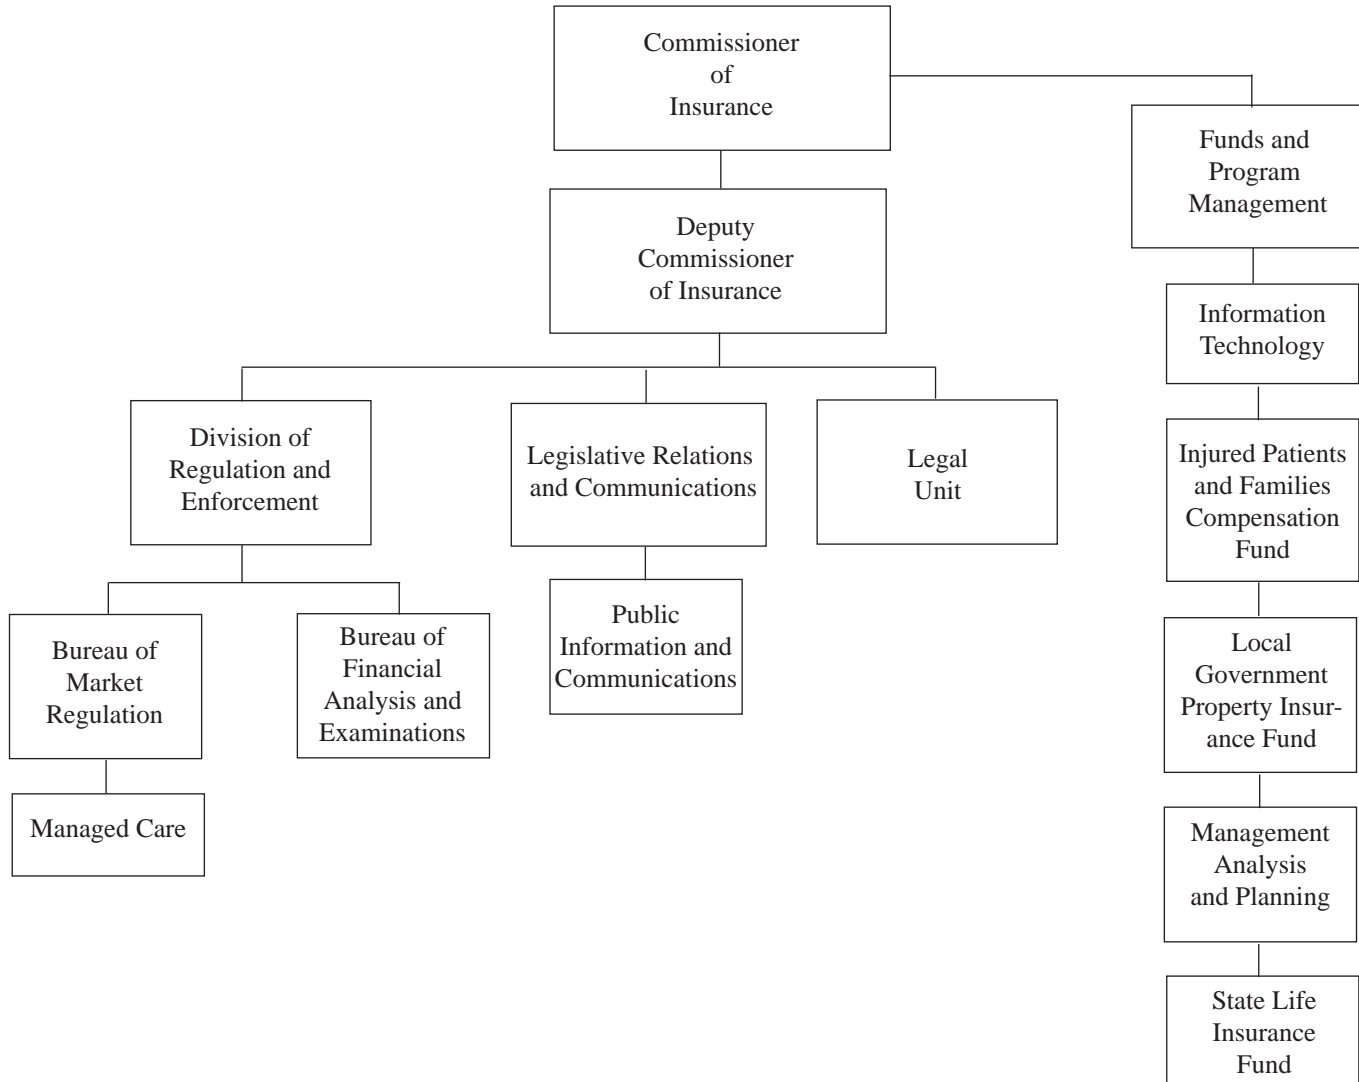 Commissioner
of
Insurance
Funds and
Program
Management
Deputy
Commissioner
of Insurance
Information
Technology
Division of
Regulation and
Enforcement
Legislative Relations
and Communications
Legal
Unit
Injured Patients
and Families
Compensation
Fund
Bureau of
Market
Regulation
Bureau of
Financial
Analysis and
Examinations
Public
Information and
Communications
Local
Government
Property Insur-
ance Fund
Managed Care
Management
Analysis
and Planning
State Life
Insurance
Fund